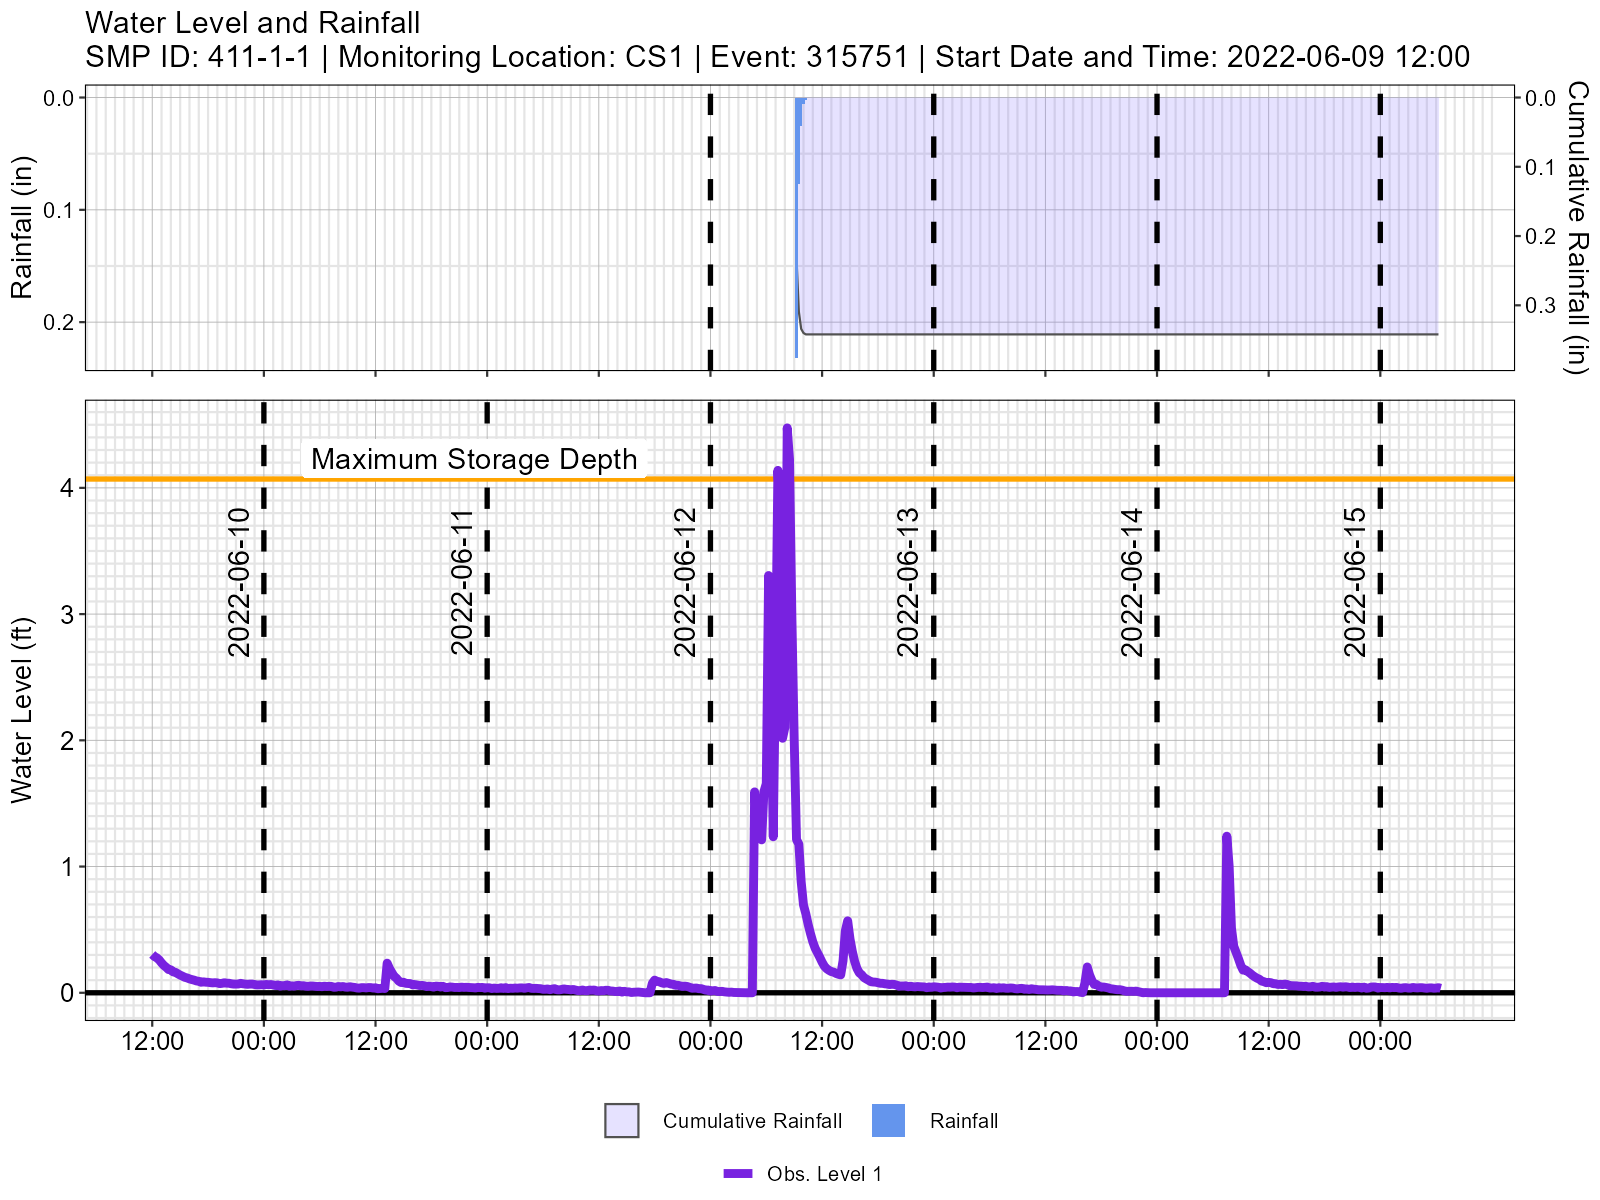 Water Level and Rainfall
SMP ID: 411-1-1 | Monitoring Location: CS1 | Event: 315751 | Start Date and Time: 2022-06-09 12:00
Rainfall (in)
0.0
0.1
0.2
0.0
0.1
0.2
0.3
Cumulative Rainfall (in)
Water Level (ft)
4
3
2
1
0
Maximum Storage Depth
2022-06-10
2022-06-11
2022-06-12
2022-06-13
2022-06-14
2022-06-15
12:00 00:00 12:00 00:00 12:00 00:00 12:00 00:00 12:00 00:00 12:00 00:00
Cumulative Rainfall Rainfall
Obs. Level 1